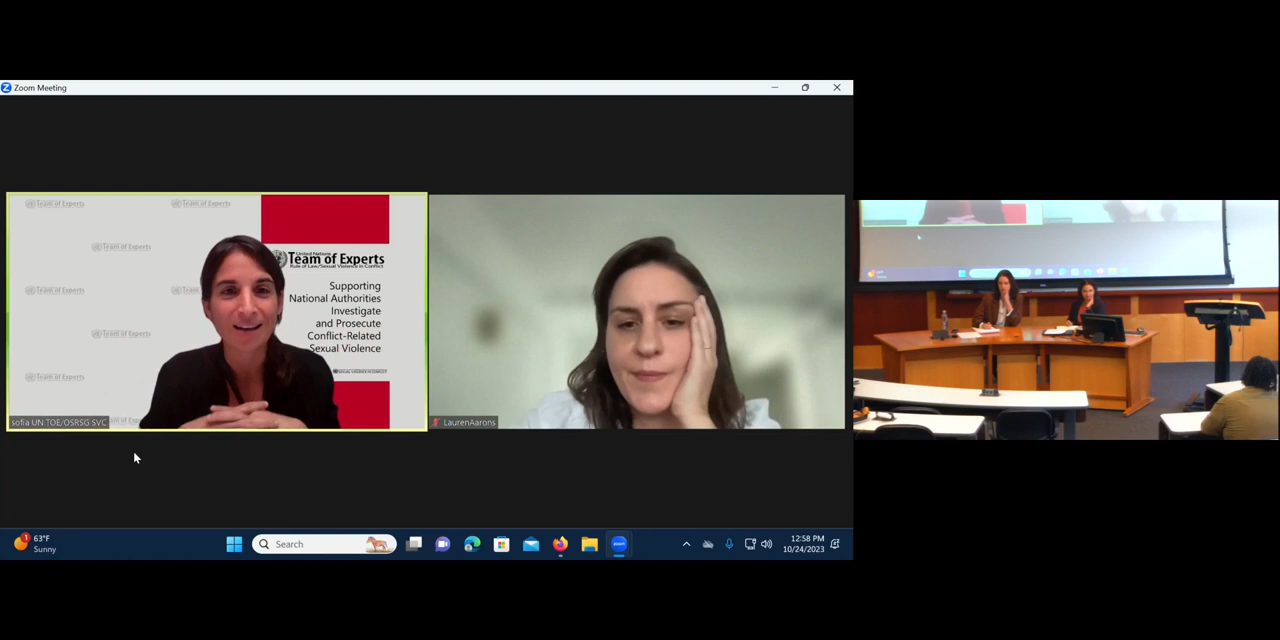 Zoom Meeting
Team of Experts
Team of Experts
Team of Experts
Team of Experts
Team of Experts
Team of Experts
United Nations
Team of Experts
Rule of Law/Sexual Violence in Conflict
Supporting
National Authorities
Investigate
and Prosecute
Conflict-Related
Sexual Violence
sofia UN TOE/OSRSG SVC
LaurenAarons
1
63°F
Sunny
Search
zoom
12:58 PM
10/24/2023